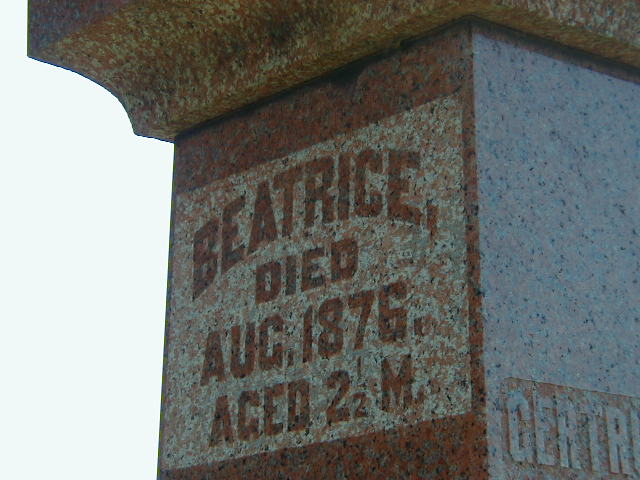 BEATRICE,
DIED
AUG. 1876.
AGED 2½ M.